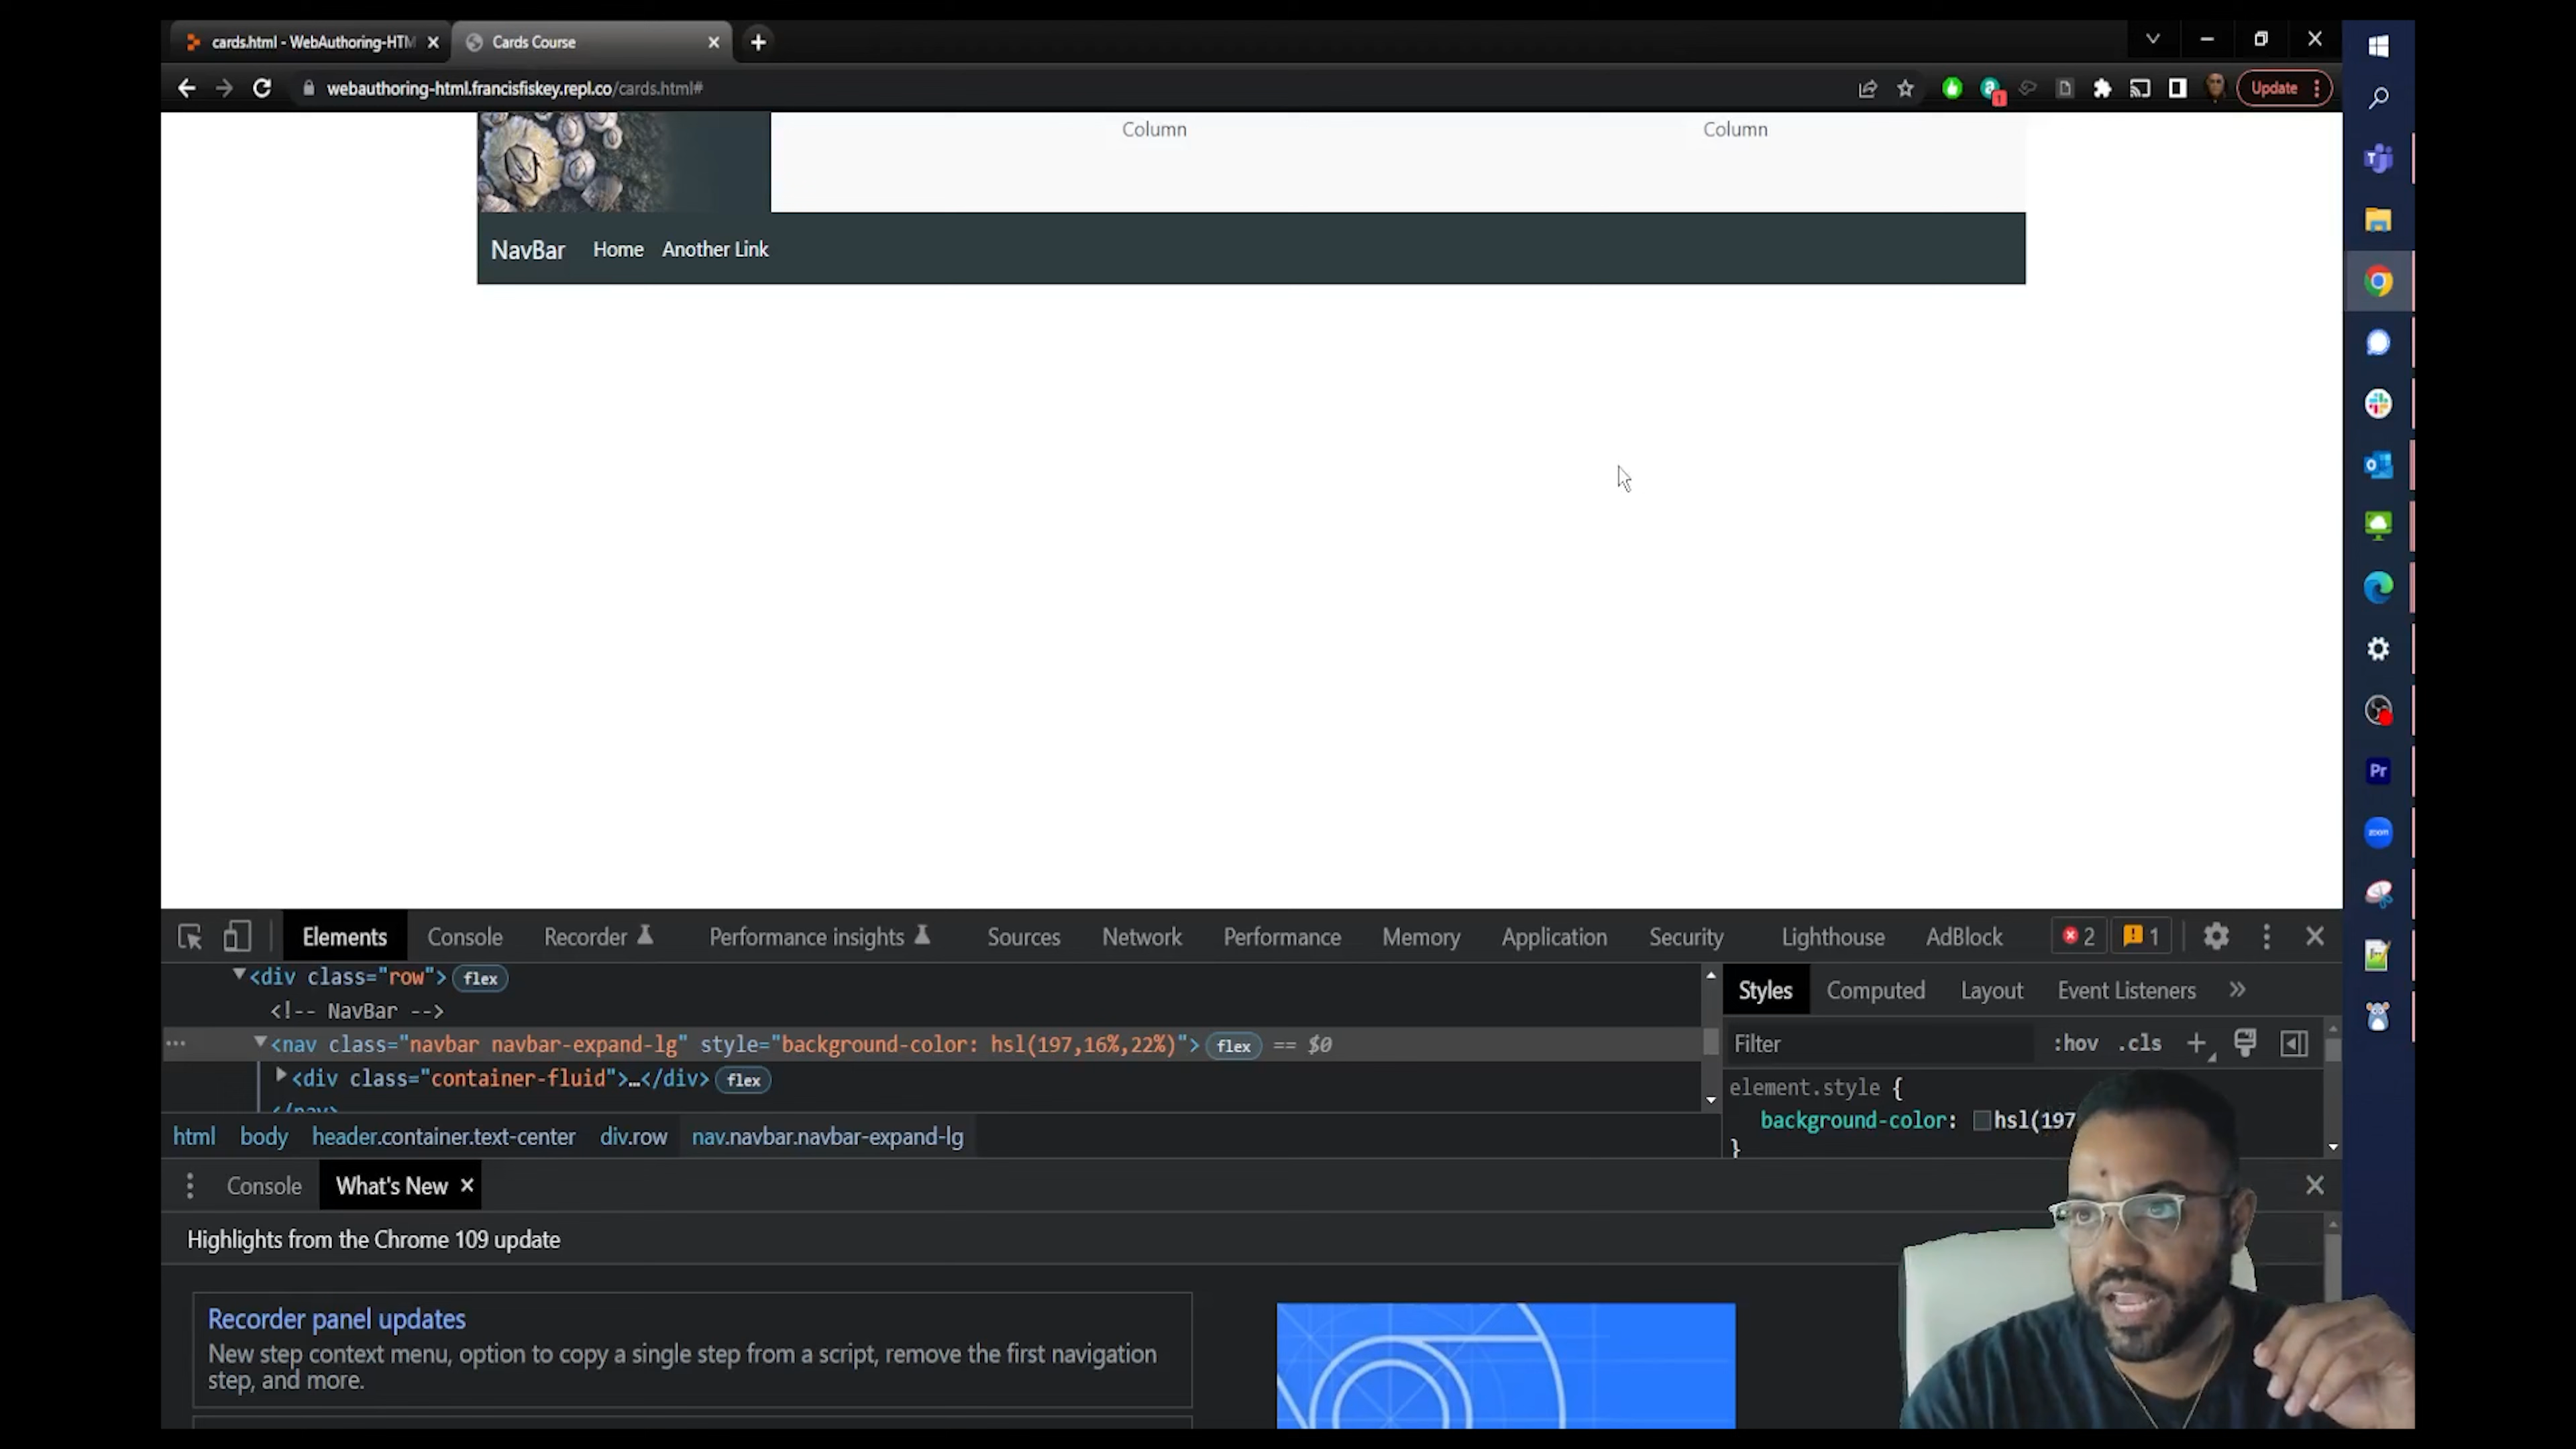 cards.html - WebAuthoring-HTM
Cards Course
webauthoring-html.francisfiskey.repl.co/cards.html#
Update
Column Column
NavBar Home Another Link
Elements Console Recorder Performance insights Sources Network Performance Memory Application Security Lighthouse AdBlock 2 1
<div class="row"> flex
<!-- NavBar -->
<nav class="navbar navbar-expand-lg" style="background-color: hsl(197,16%,22%)"> flex == $0
<div class="container-fluid">…</div> flex
</nav>
html body header.container.text-center div.row nav.navbar.navbar-expand-lg
Styles Computed Layout Event Listeners »
Filter :hov .cls
element.style {
background-color: hsl(197
}
Console What's New
Highlights from the Chrome 109 update
Recorder panel updates
New step context menu, option to copy a single step from a script, remove the first navigation
step, and more.
Pr
zoom